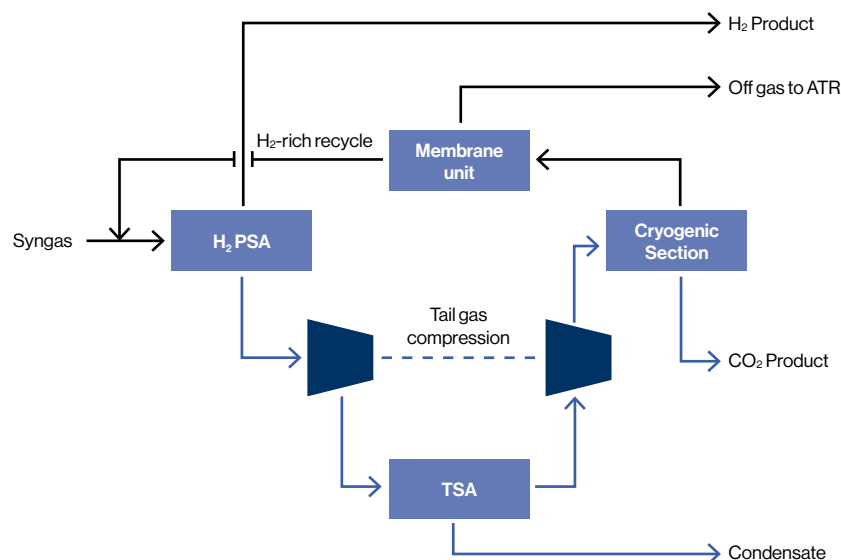 H₂ Product
Off gas to ATR
H₂-rich recycle
Membrane
unit
Syngas
H₂ PSA
Cryogenic
Section
Tail gas
compression
CO₂ Product
TSA
Condensate